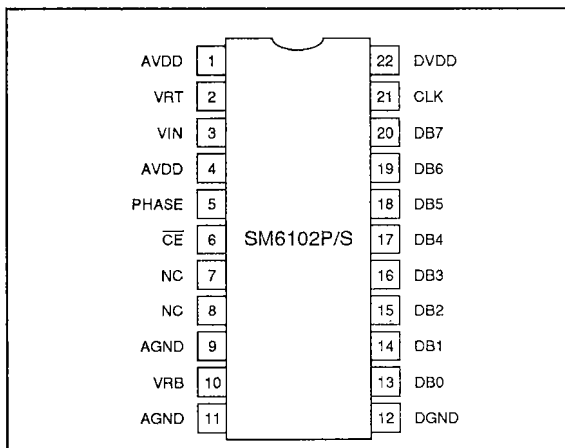 AVDD 1 22 DVDD
VRT 2 21 CLK
VIN 3 20 DB7
AVDD 4 19 DB6
PHASE 5 18 DB5
CE 6 SM6102P/S 17 DB4
NC 7 16 DB3
NC 8 15 DB2
AGND 9 14 DB1
VRB 10 13 DB0
AGND 11 12 DGND